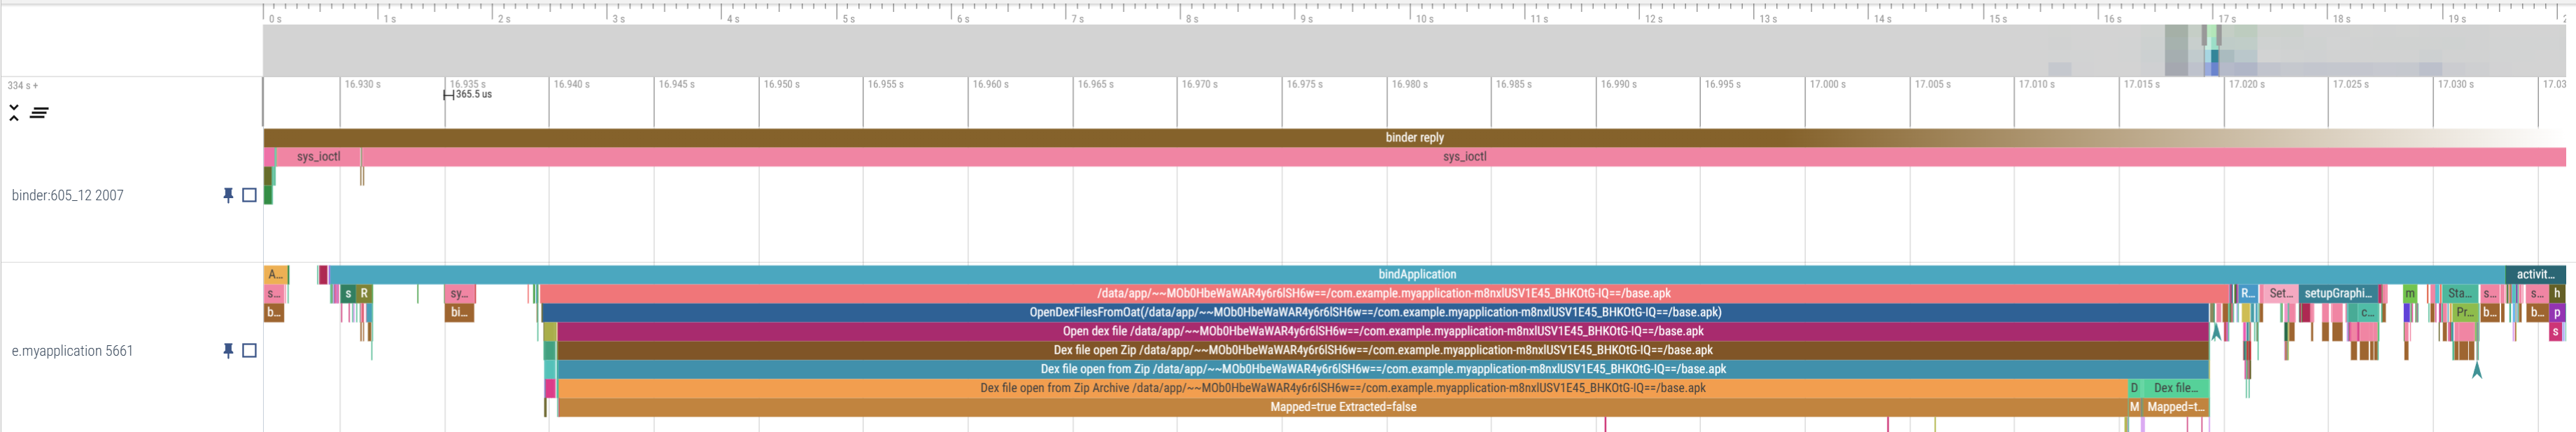 0 s 1 s 2 s 3 s 4 s 5 s 6 s 7 s 8 s 9 s 10 s 11 s 12 s 13 s 14 s 15 s 16 s 17 s 18 s 19 s
334 s + 16.930 s 16.935 s 16.940 s 16.945 s 16.950 s 16.955 s 16.960 s 16.965 s 16.970 s 16.975 s 16.980 s 16.985 s 16.990 s 16.995 s 17.000 s 17.005 s 17.010 s 17.015 s 17.020 s 17.025 s 17.030 s 17.03
365.5 us
binder reply
sys_ioctl sys_ioctl
binder:605_12 2007
A... bindApplication activit...
s... s R sy... /data/app/~~MOb0HbeWaWAR4y6r6lSH6w==/com.example.myapplication-m8nxlUSV1E45_BHKOtG-IQ==/base.apk R... Set... setupGraphi... m Sta... s... s... h
b... bi... OpenDexFilesFromOat(/data/app/~~MOb0HbeWaWAR4y6r6lSH6w==/com.example.myapplication-m8nxlUSV1E45_BHKOtG-IQ==/base.apk) c... Pr... b... b... p
Open dex file /data/app/~~MOb0HbeWaWAR4y6r6lSH6w==/com.example.myapplication-m8nxlUSV1E45_BHKOtG-IQ==/base.apk s
e.myapplication 5661 Dex file open Zip /data/app/~~MOb0HbeWaWAR4y6r6lSH6w==/com.example.myapplication-m8nxlUSV1E45_BHKOtG-IQ==/base.apk
Dex file open from Zip /data/app/~~MOb0HbeWaWAR4y6r6lSH6w==/com.example.myapplication-m8nxlUSV1E45_BHKOtG-IQ==/base.apk
Dex file open from Zip Archive /data/app/~~MOb0HbeWaWAR4y6r6lSH6w==/com.example.myapplication-m8nxlUSV1E45_BHKOtG-IQ==/base.apk D Dex file...
Mapped=true Extracted=false M Mapped=t...